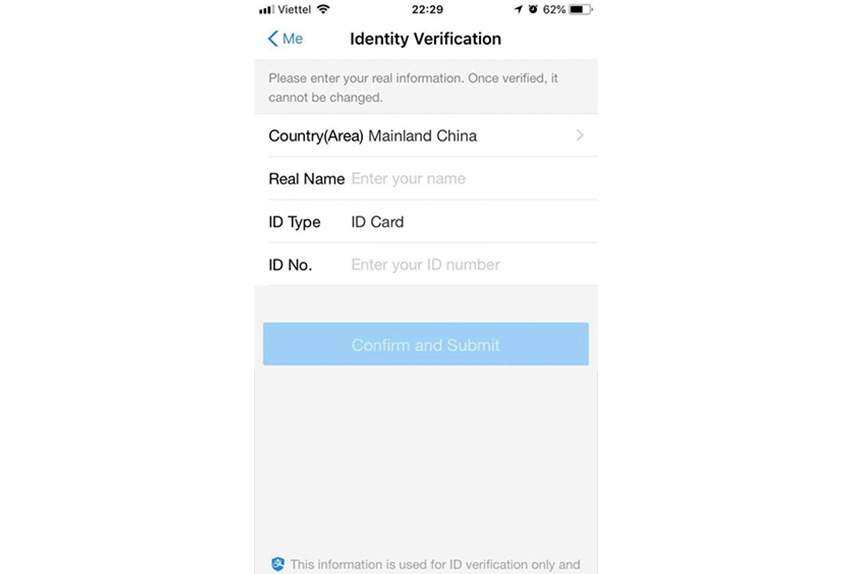 Viettel 22:29 62%
Me Identity Verification
Please enter your real information. Once verified, it
cannot be changed.
Country(Area) Mainland China
Real Name Enter your name
ID Type ID Card
ID No. Enter your ID number
Confirm and Submit
This information is used for ID verification only and